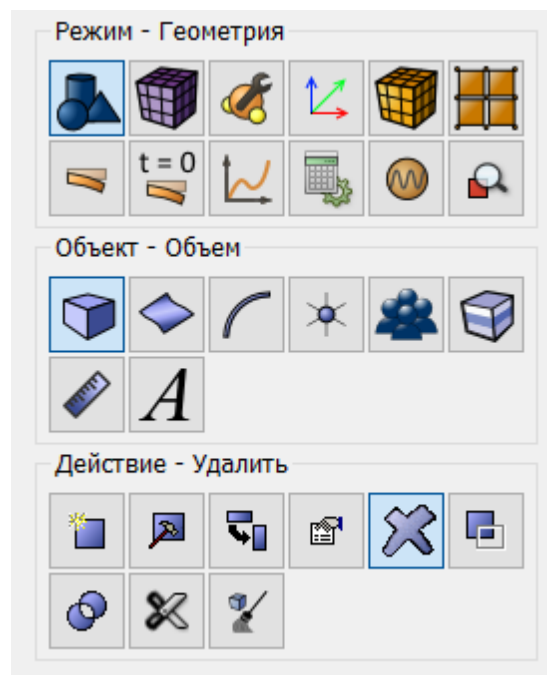 Режим - Геометрия
t = 0
Объект - Объем
A
Действие - Удалить